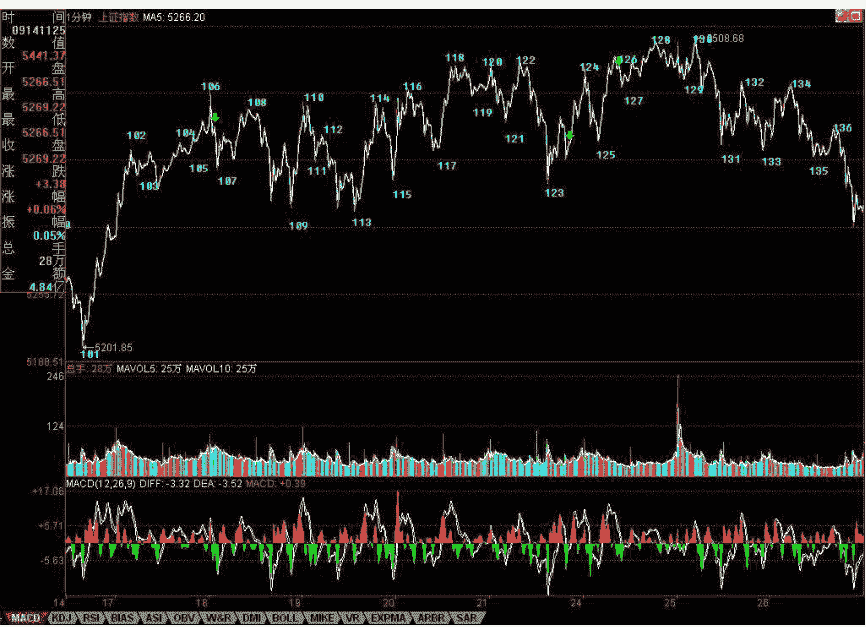 时 间 1分钟 上证指数 MA5: 5266.20
09141125
数 值
5441.37
开 盘
5266.51
最 高
5269.22
最 低
5266.51
收 盘
5269.22
涨 跌
+3.38
涨 幅
+0.06%
振 幅
0.05%
总 手
28万
金 额
4.84亿
5508.68
128
118 120 122 126
124 129
106 110 114 116 127 132 134
108 119
102 104 112 121 136
105 111 117 125 131 133
103 107 115 123 135
109 113
5201.85
101
5180.51
总手: 28万 MAVOL5: 25万 MAVOL10: 25万
246
124
MACD(12,26,9) DIFF: -3.32 DEA: -3.52 MACD: +0.39
+17.06
+5.71
-5.63
14 17 18 19 20 21 24 25 26
MACD KDJ RSI BIAS ASI OBV W&R DMI BOLL MIKE VR EXPMA ARBR SAR